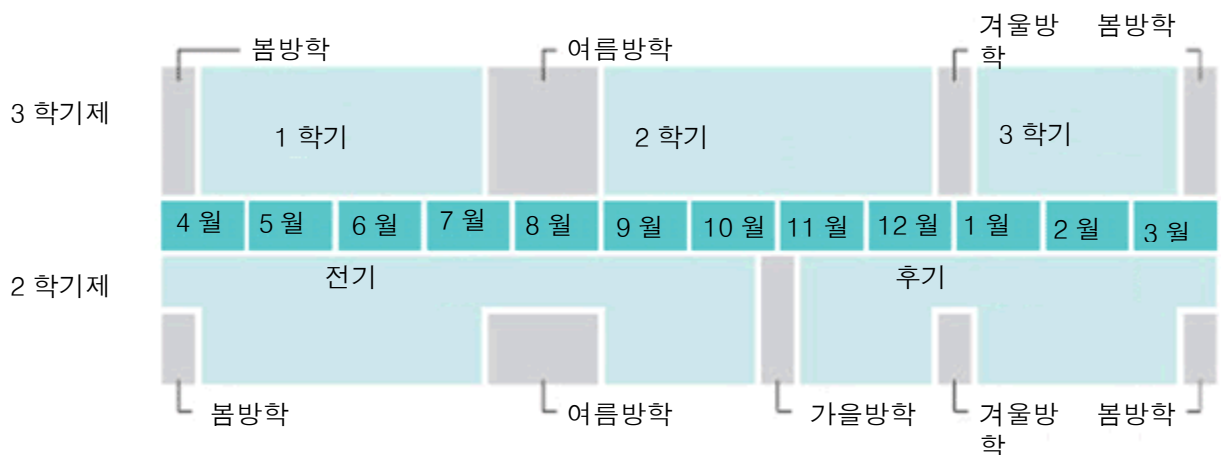 봄방학
여름방학
겨울방
학
봄방학
3 학기제
1 학기
2 학기
3 학기
4 월
5 월
6 월
7 월
8 월
9 월
10 월
11 월
12 월
1 월
2 월
3 월
2 학기제
전기
후기
봄방학
여름방학
가을방학
겨울방
학
봄방학